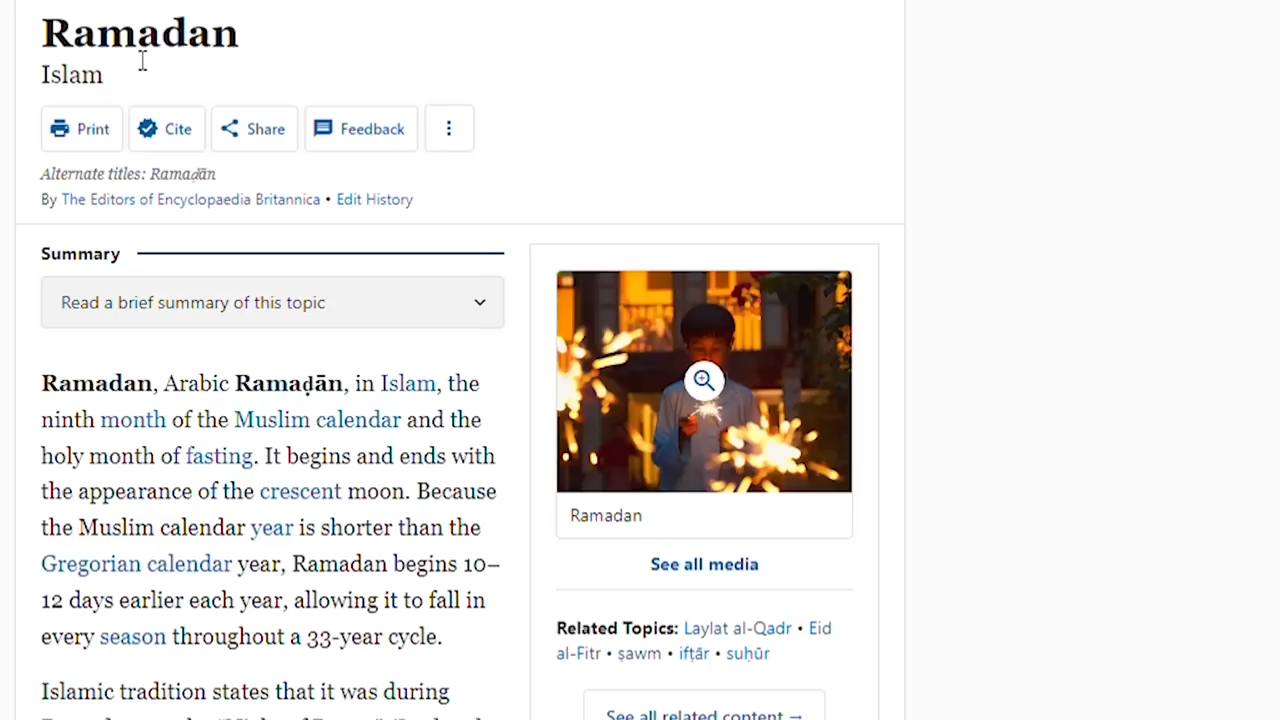 Ramadan
Islam
Print
Cite
Share
Feedback
Alternate titles: Ramaḍān
By The Editors of Encyclopaedia Britannica • Edit History
Summary
Read a brief summary of this topic
Ramadan, Arabic Ramaḍān, in Islam, the
ninth month of the Muslim calendar and the
holy month of fasting. It begins and ends with
the appearance of the crescent moon. Because
the Muslim calendar year is shorter than the
Gregorian calendar year, Ramadan begins 10–
12 days earlier each year, allowing it to fall in
every season throughout a 33-year cycle.
Islamic tradition states that it was during
Ramadan
See all media
Related Topics: Laylat al-Qadr • Eid
al-Fitr • ṣawm • ifṭār • suḥūr
See all related content →